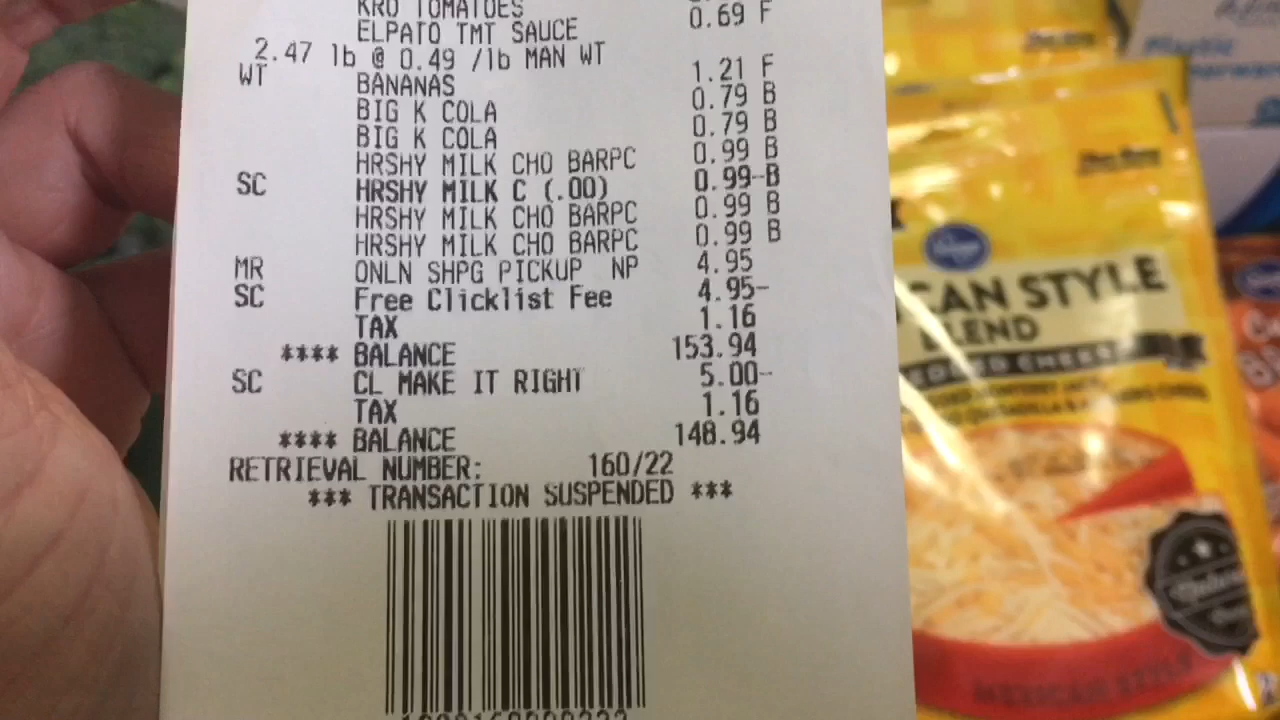 KRO TOMATOES
ELPATO TMT SAUCE 0.69 F
2.47 lb @ 0.49 /lb MAN WT
WT BANANAS 1.21 F
BIG K COLA 0.79 B
BIG K COLA 0.79 B
HRSHY MILK CHO BARPC 0.99 B
SC HRSHY MILK C (.00) 0.99-B
HRSHY MILK CHO BARPC 0.99 B
HRSHY MILK CHO BARPC 0.99 B
MR ONLN SHPG PICKUP NP 4.95
SC Free Clicklist Fee 4.95-
TAX 1.16
**** BALANCE 153.94
SC CL MAKE IT RIGHT 5.00-
TAX 1.16
**** BALANCE 148.94
RETRIEVAL NUMBER: 160/22
*** TRANSACTION SUSPENDED ***
Kroger
CAN STYLE
BLEND
MEXICAN STYLE